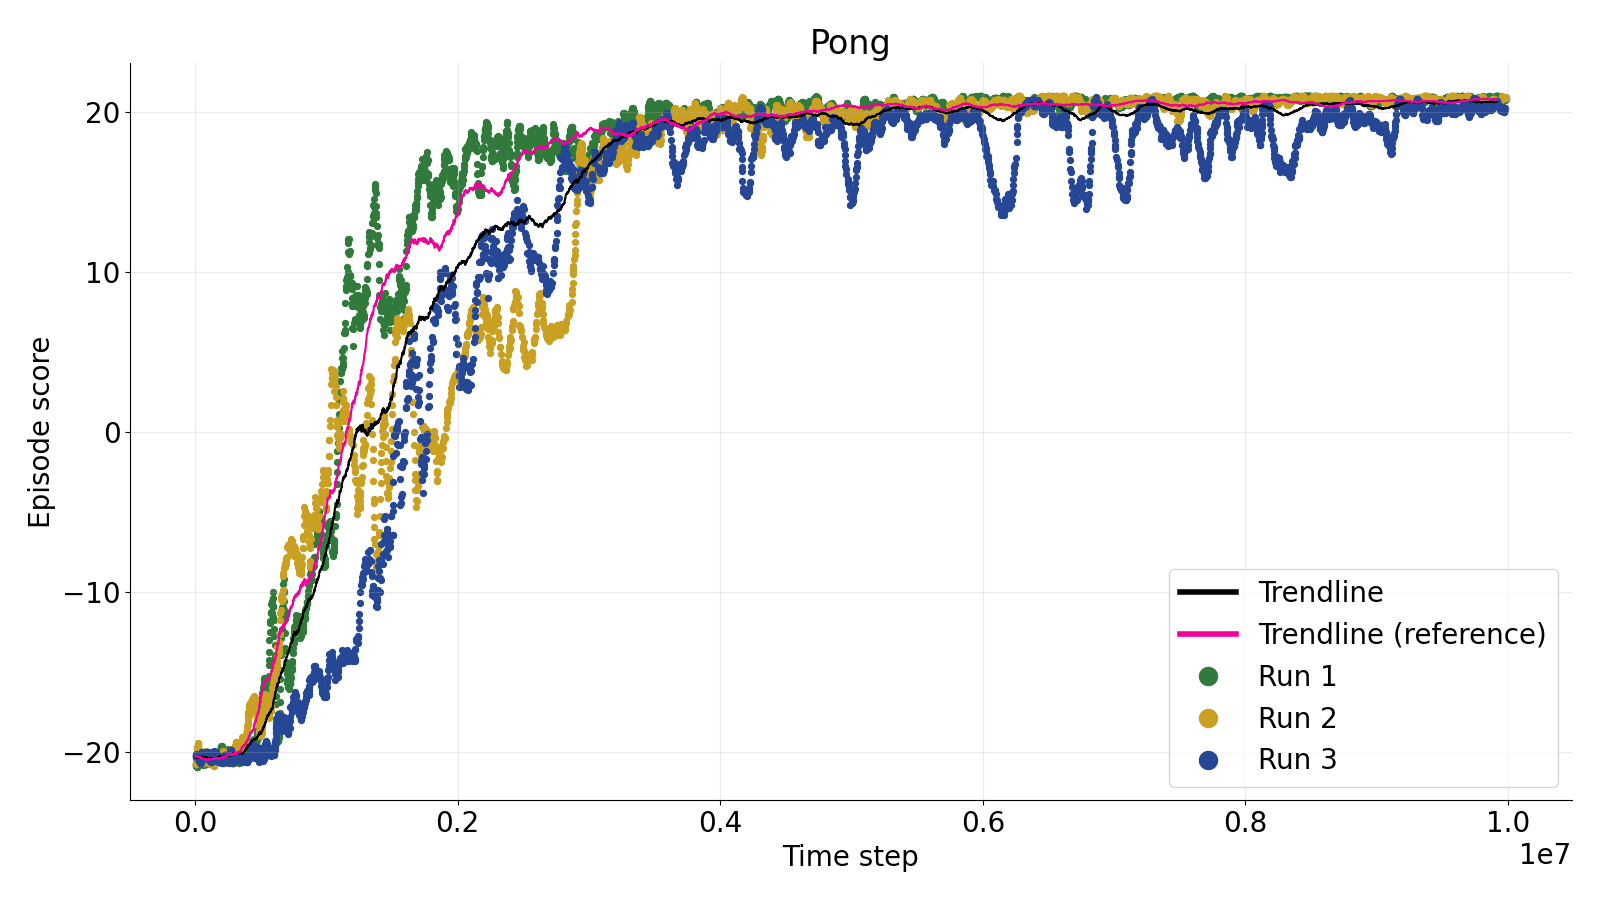 Pong
Episode score
20
10
0
−10
−20
0.0
0.2
0.4
0.6
0.8
1.0
1e7
Time step
Trendline
Trendline (reference)
Run 1
Run 2
Run 3